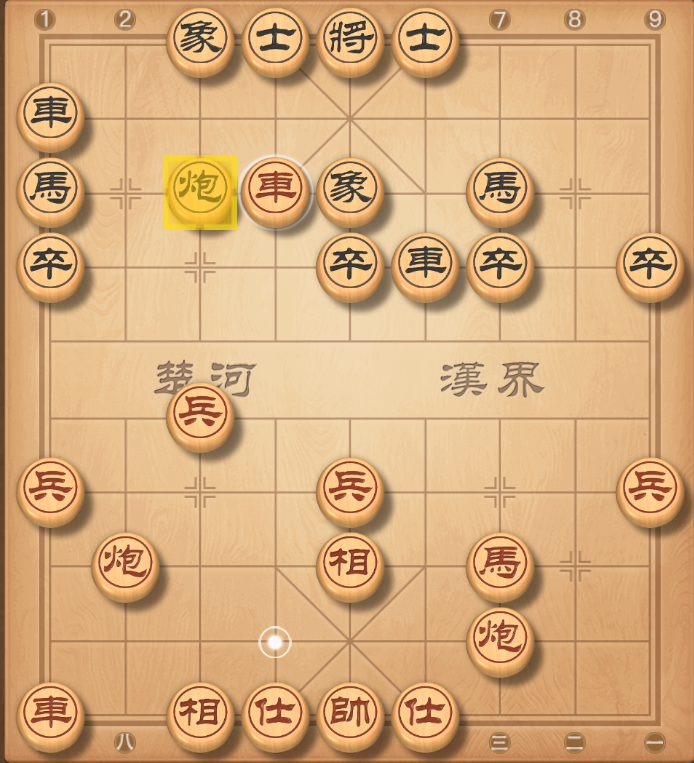 1 2 7 8 9
象 士 將 士
車
馬 炮 車 象 馬
卒 卒 車 卒 卒
楚 河 漢 界
兵
兵 兵 兵
炮 相 馬
炮
車 相 仕 帥 仕
八 三 二 一